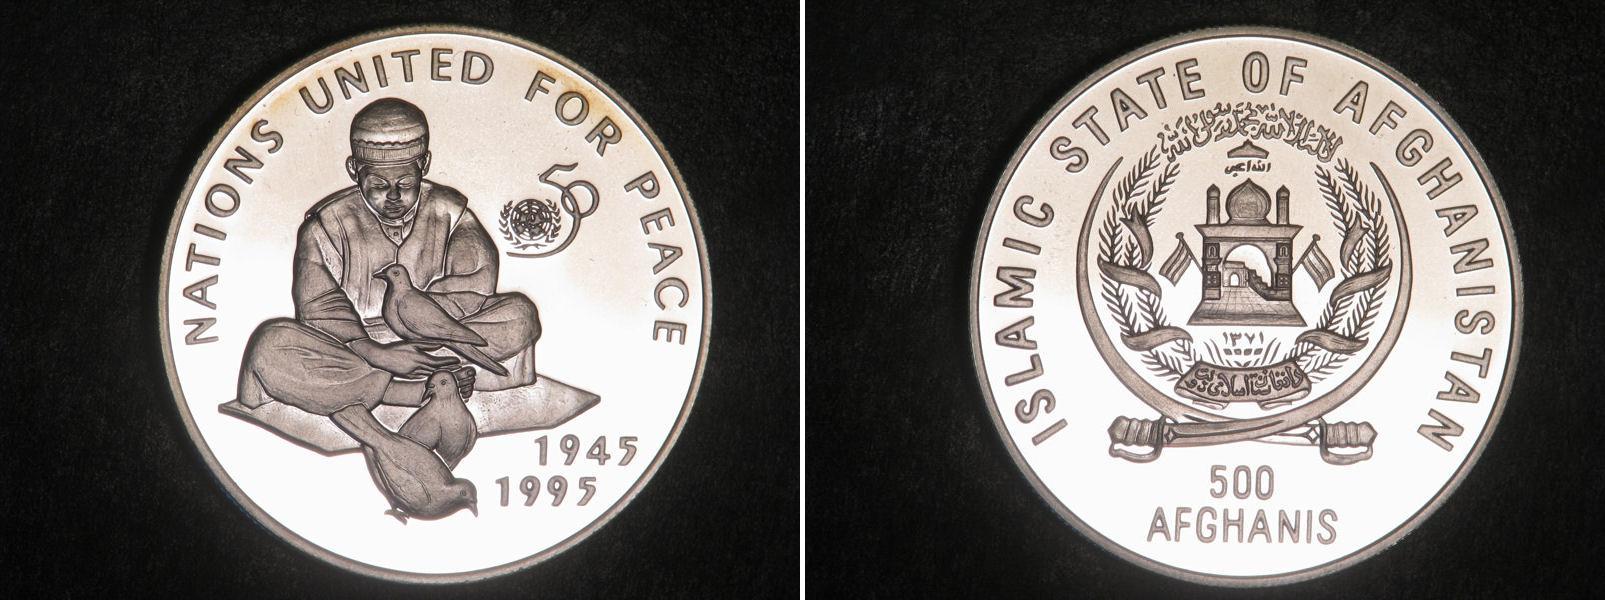 NATIONS UNITED FOR PEACE
50
1945
1995
ISLAMIC STATE OF AFGHANISTAN
لا اله الا الله محمد رسول الله
الله اکبر
١٣٧١
500
AFGHANIS